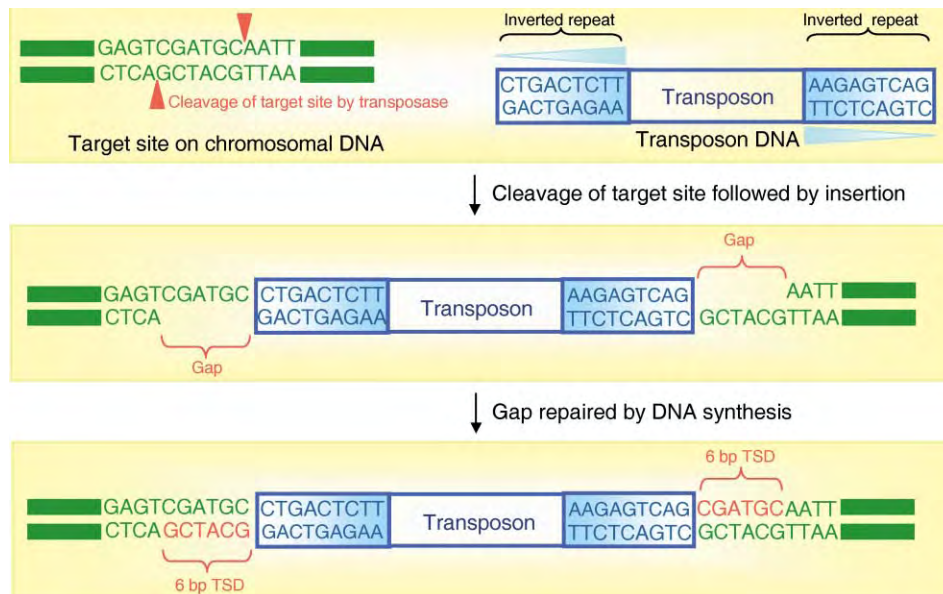 Inverted repeat
Inverted repeat
GAGTCGATGCAATT
CTCAGCTACGTTAA
Cleavage of target site by transposase
Target site on chromosomal DNA
CTGACTCTT
GACTGAGAA
Transposon
AAGAGTCAG
TTCTCAGTC
Transposon DNA
Cleavage of target site followed by insertion
Gap
GAGTCGATGC
CTCA
CTGACTCTT
GACTGAGAA
Transposon
AAGAGTCAG
TTCTCAGTC
AATT
GCTACGTTAA
Gap
Gap repaired by DNA synthesis
6 bp TSD
GAGTCGATGC
CTCAGCTACG
CTGACTCTT
GACTGAGAA
Transposon
AAGAGTCAG
TTCTCAGTC
CGATGCAATT
GCTACGTTAA
6 bp TSD